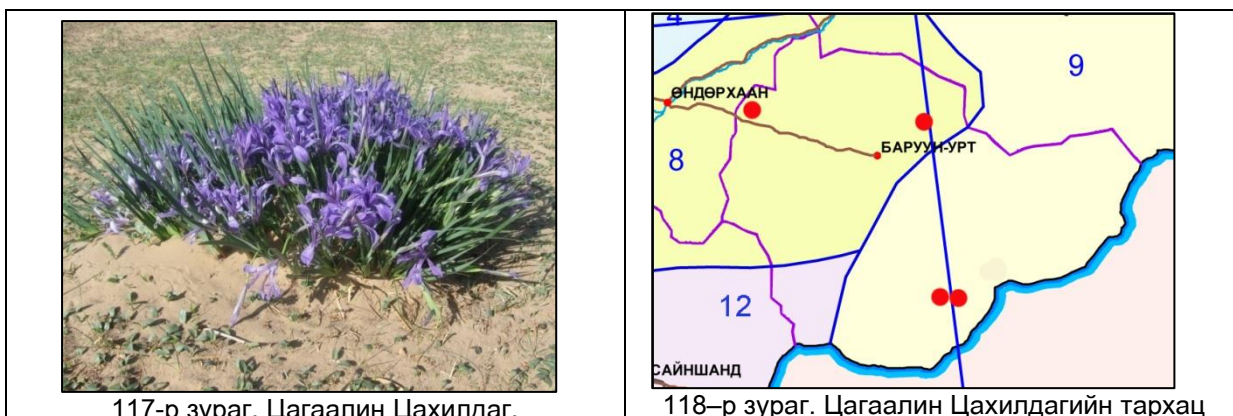 4
9
ӨНДӨРХААН
БАРУУН-УРТ
8
12
САЙНШАНД
117-р зураг. Цагаалин Цахилдаг.
118–р зураг. Цагаалин Цахилдагийн тархац